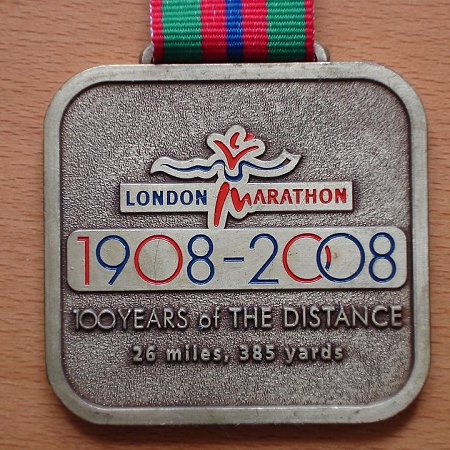 LONDON MARATHON
1908-2008
100 YEARS of THE DISTANCE
26 miles, 385 yards